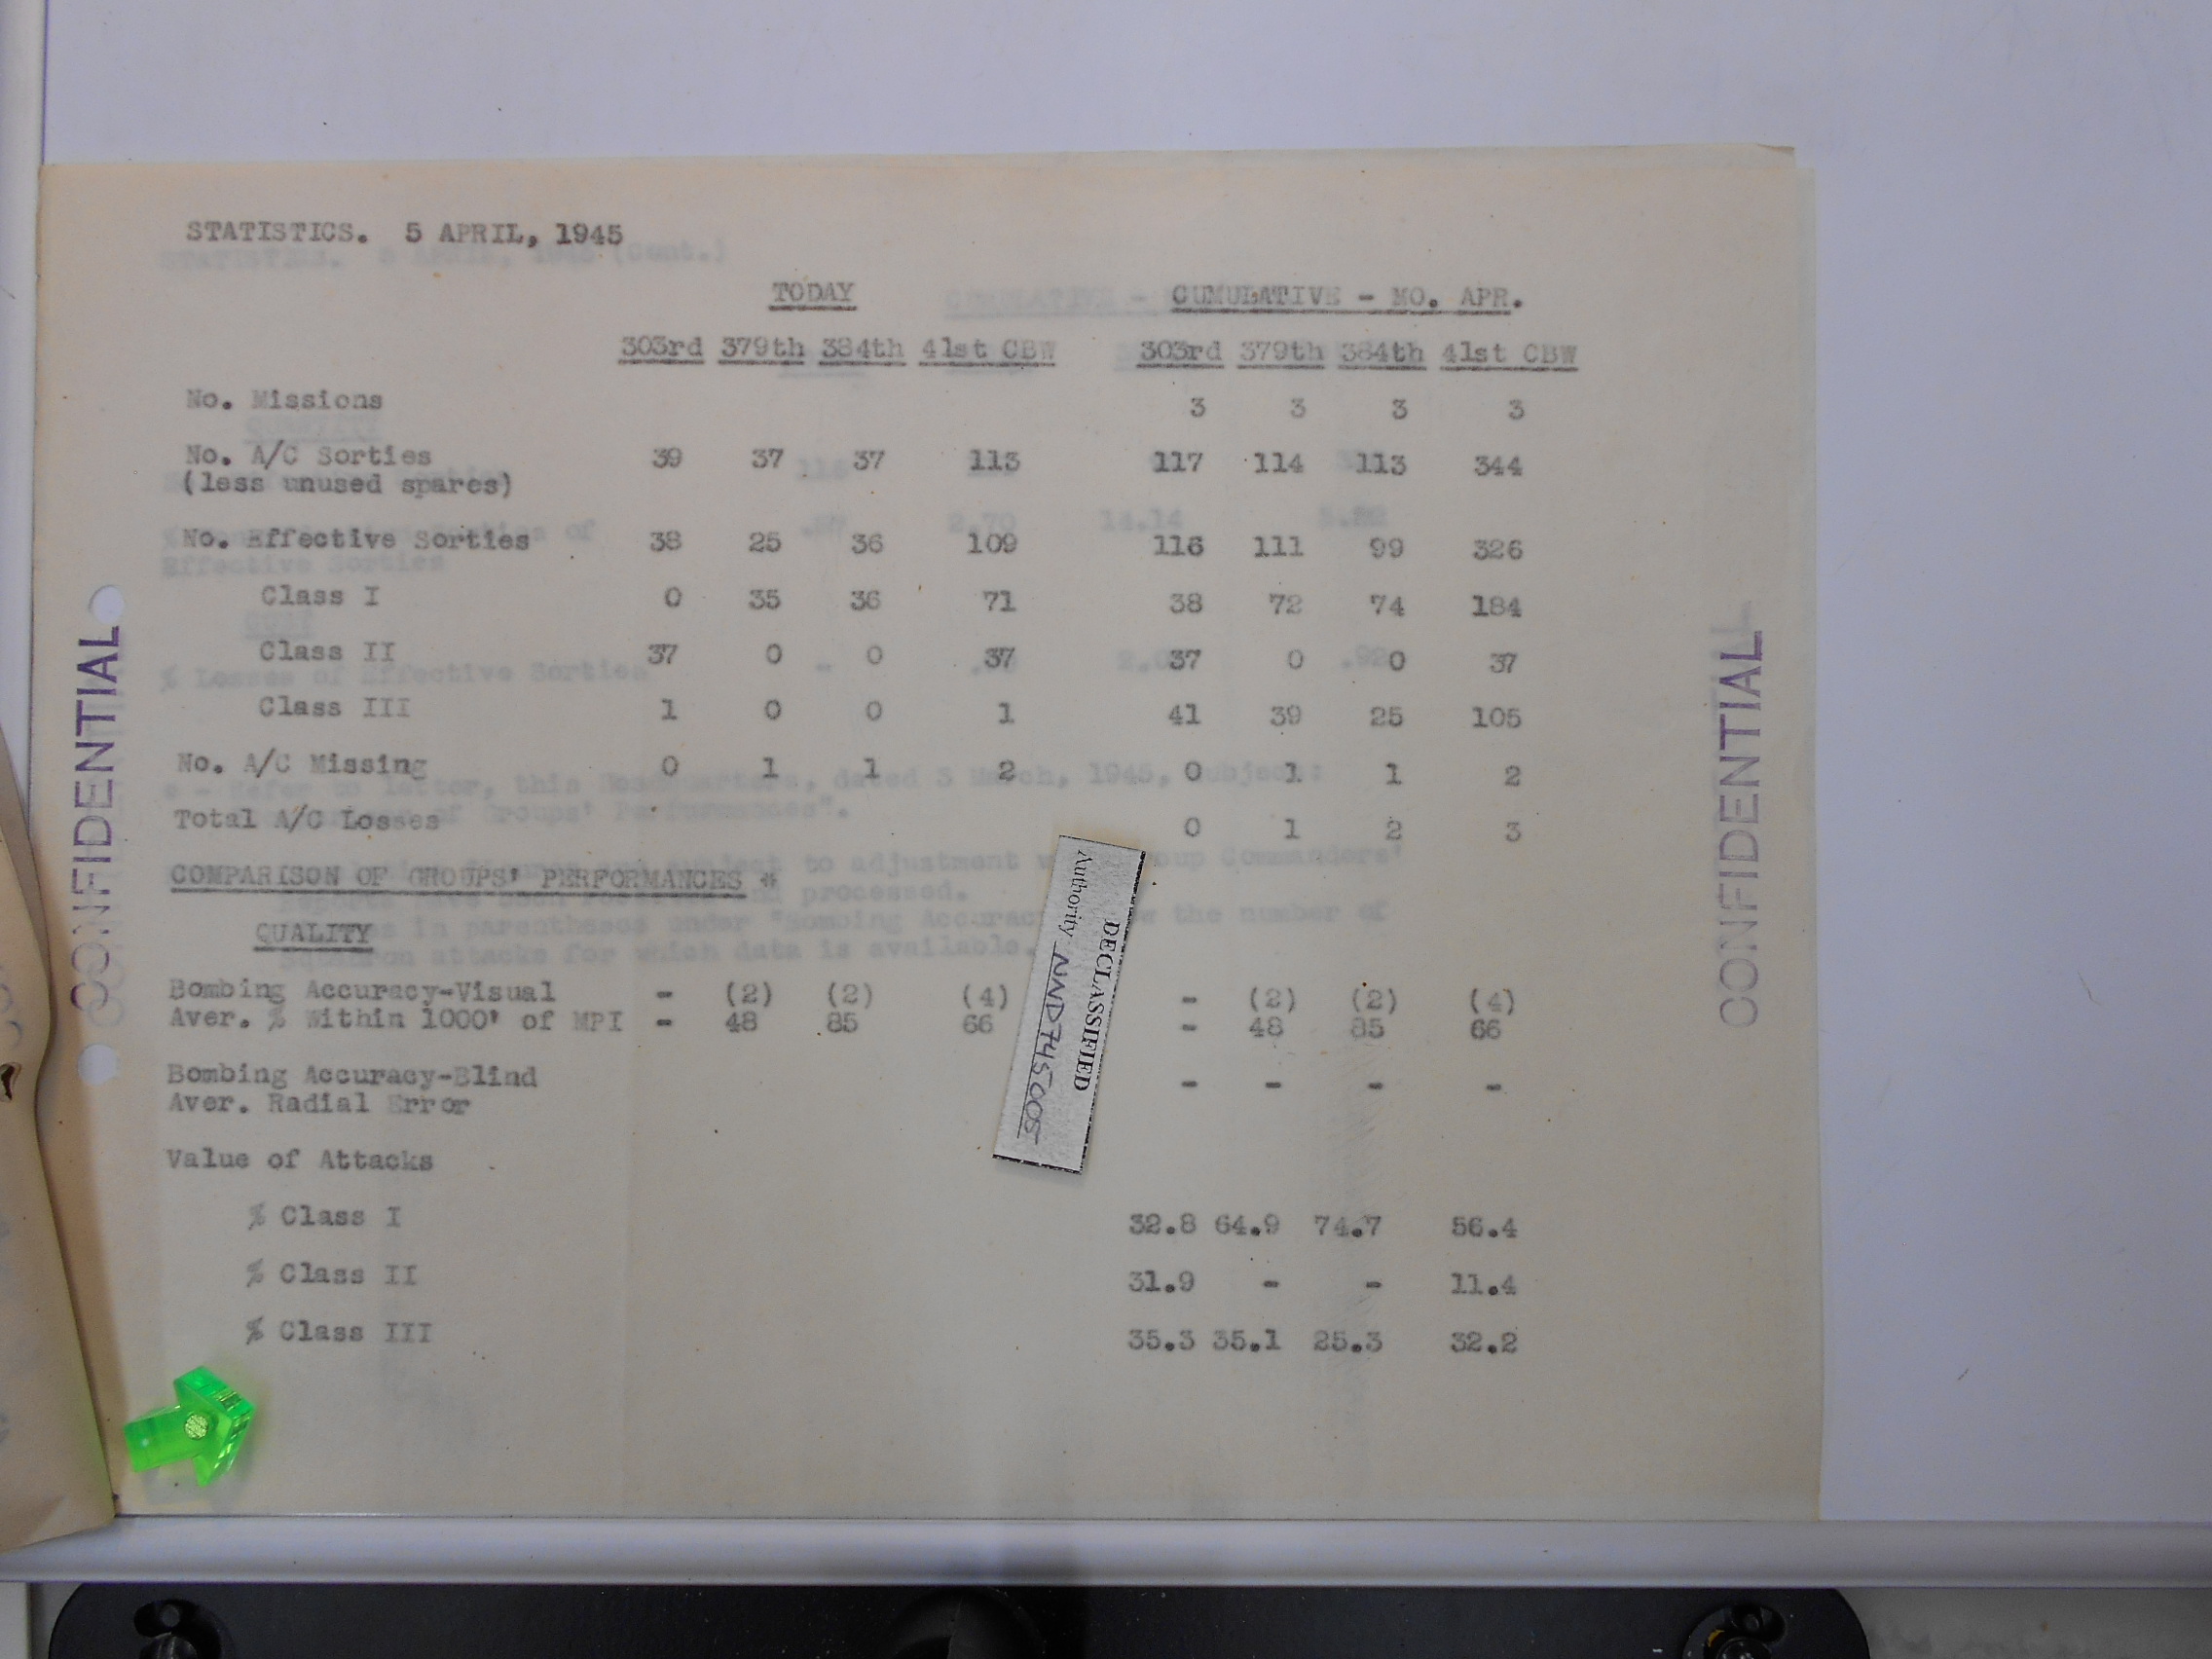 STATISTICS. 5 APRIL, 1945
TODAY CUMULATIVE - MO. APR.
303rd 379th 384th 41st CBW 303rd 379th 384th 41st CBW
No. Missions 3 3 3 3
No. A/C Sorties 39 37 37 113 117 114 113 344
(less unused spares)
No. Effective Sorties 38 25 36 109 116 111 99 326
Class I 0 35 36 71 38 72 74 184
Class II 37 0 0 37 37 0 0 37
Class III 1 0 0 1 41 39 25 105
No. A/C Missing 0 1 1 2 0 1 1 2
Total A/C Losses 0 1 2 3
COMPARISON OF GROUPS' PERFORMANCES *
QUALITY
Bombing Accuracy-Visual - (2) (2) (4) - (2) (2) (4)
Aver. % Within 1000' of MPI - 48 85 66 - 48 85 66
Bombing Accuracy-Blind - - - -
Aver. Radial Error
Value of Attacks
% Class I 32.8 64.9 74.7 56.4
% Class II 31.9 - - 11.4
% Class III 35.3 35.1 25.3 32.2
CONFIDENTIAL
CONFIDENTIAL
DECLASSIFIED
Authority NND745005